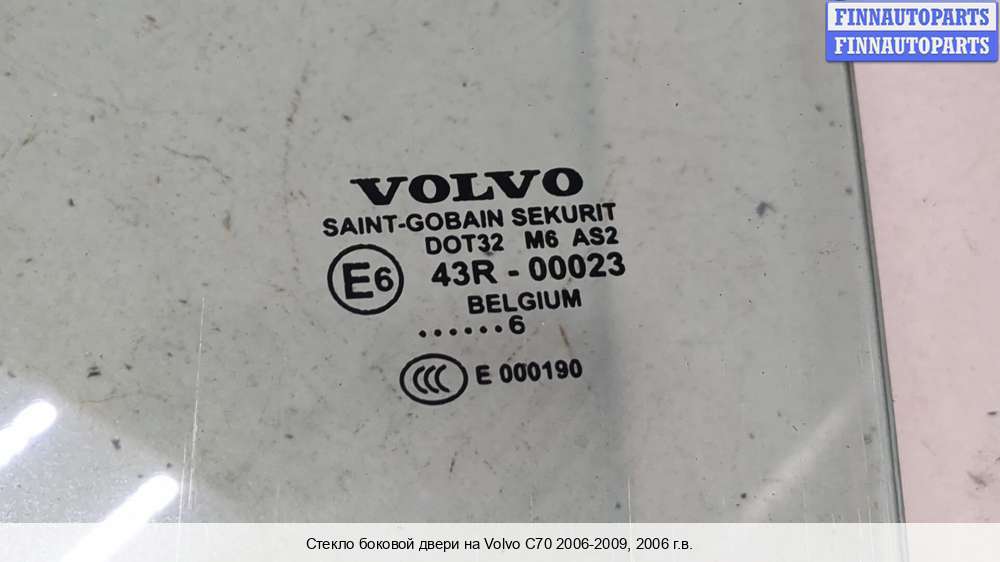 FINNAUTOPARTS
FINNAUTOPARTS
VOLVO
SAINT-GOBAIN SEKURIT
DOT32 M6 AS2
E6 43R - 00023
BELGIUM
......6
CCC E 000190
Стекло боковой двери на Volvo C70 2006-2009, 2006 г.в.